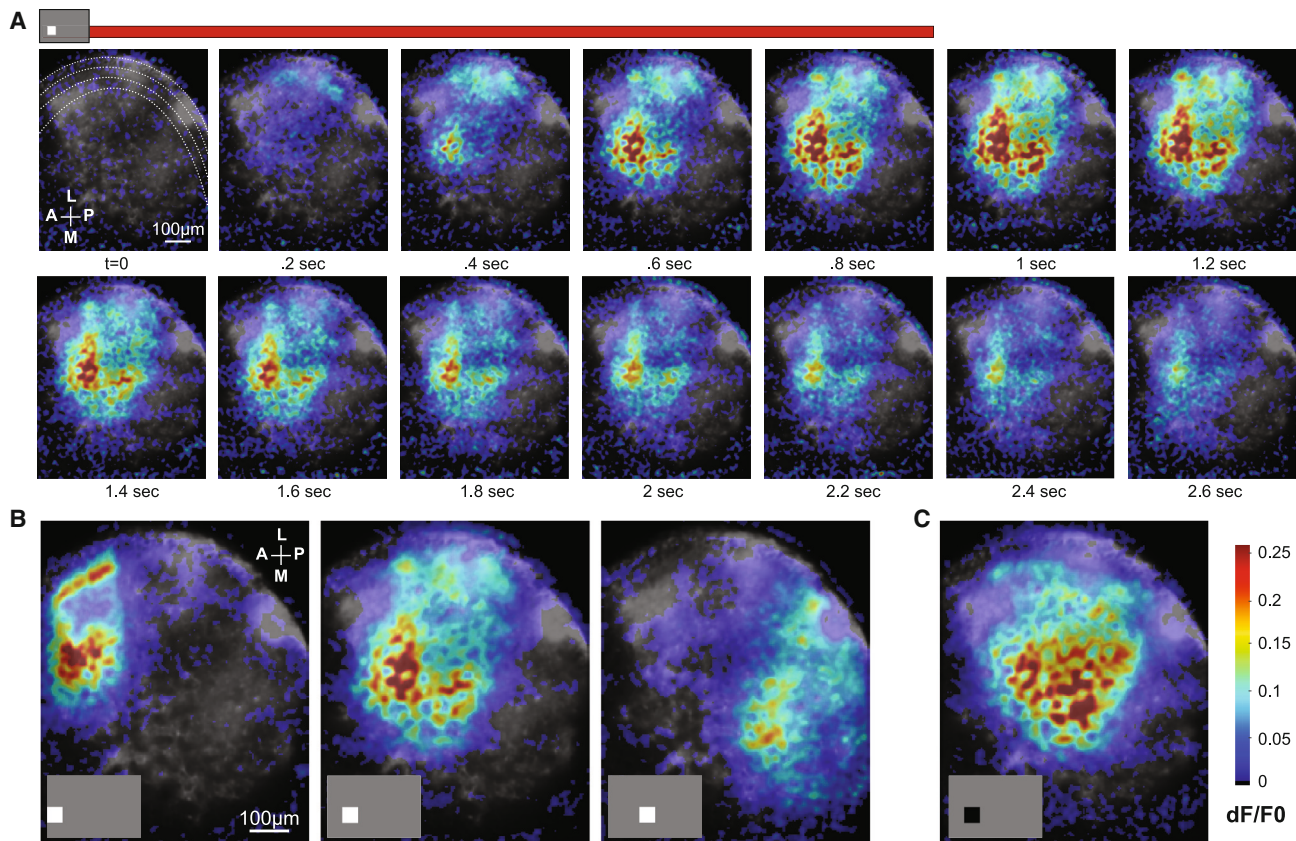 A
L
A P
M
100µm
t=0
.2 sec
.4 sec
.6 sec
.8 sec
1 sec
1.2 sec
1.4 sec
1.6 sec
1.8 sec
2 sec
2.2 sec
2.4 sec
2.6 sec
B
L
A P
M
100µm
C
0.25
0.2
0.15
0.1
0.05
0
dF/F0